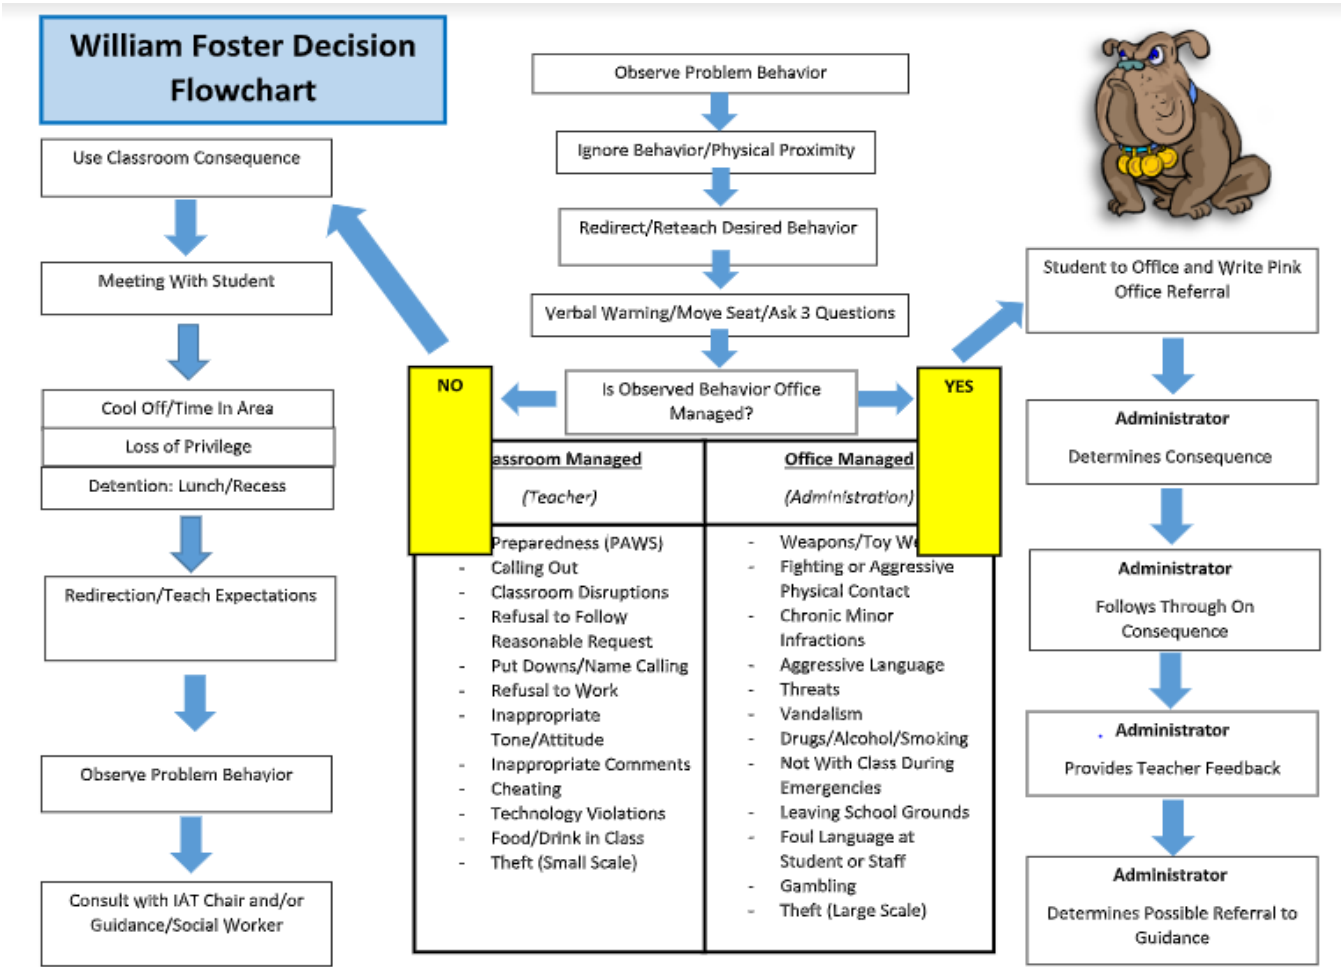 William Foster Decision
Flowchart
Observe Problem Behavior
Ignore Behavior/Physical Proximity
Redirect/Reteach Desired Behavior
Verbal Warning/Move Seat/Ask 3 Questions
Is Observed Behavior Office
Managed?
NO
YES
Use Classroom Consequence
Meeting With Student
Cool Off/Time In Area
Loss of Privilege
Detention: Lunch/Recess
Redirection/Teach Expectations
Observe Problem Behavior
Consult with IAT Chair and/or
Guidance/Social Worker
assroom Managed
(Teacher)
Preparedness (PAWS)
- Calling Out
- Classroom Disruptions
- Refusal to Follow
Reasonable Request
- Put Downs/Name Calling
- Refusal to Work
- Inappropriate
Tone/Attitude
- Inappropriate Comments
- Cheating
- Technology Violations
- Food/Drink in Class
- Theft (Small Scale)
Office Managed
(Administration)
- Weapons/Toy We
- Fighting or Aggressive
Physical Contact
- Chronic Minor
Infractions
- Aggressive Language
- Threats
- Vandalism
- Drugs/Alcohol/Smoking
- Not With Class During
Emergencies
- Leaving School Grounds
- Foul Language at
Student or Staff
- Gambling
- Theft (Large Scale)
Student to Office and Write Pink
Office Referral
Administrator
Determines Consequence
Administrator
Follows Through On
Consequence
Administrator
Provides Teacher Feedback
Administrator
Determines Possible Referral to
Guidance